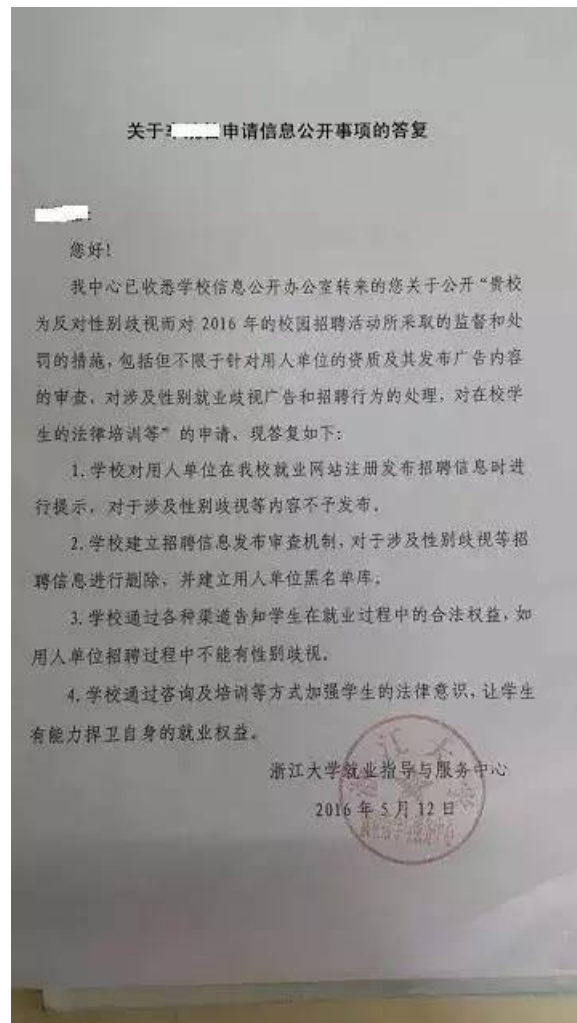 关于申请信息公开事项的答复
您好!
我中心已收悉学校信息公开办公室转来的您关于公开“贵校
为反对性别歧视而对 2016 年的校园招聘活动所采取的监督和处
罚的措施,包括但不限于针对用人单位的资质及其发布广告内容
的审查、对涉及性别就业歧视广告和招聘行为的处理,对在校学
生的法律培训等”的申请、现答复如下:
1.学校对用人单位在我校就业网站注册发布招聘信息时进
行提示,对于涉及性别歧视等内容不予发布。
2.学校建立招聘信息发布审查机制,对于涉及性别歧视等招
聘信息进行删除,并建立用人单位黑名单库。
3.学校通过各种渠道告知学生在就业过程中的合法权益,如
用人单位招聘过程中不能有性别歧视。
4.学校通过咨询及培训等方式加强学生的法律意识,让学生
有能力捍卫自身的就业权益。
浙江大学就业指导与服务中心
2016 年 5 月 12 日